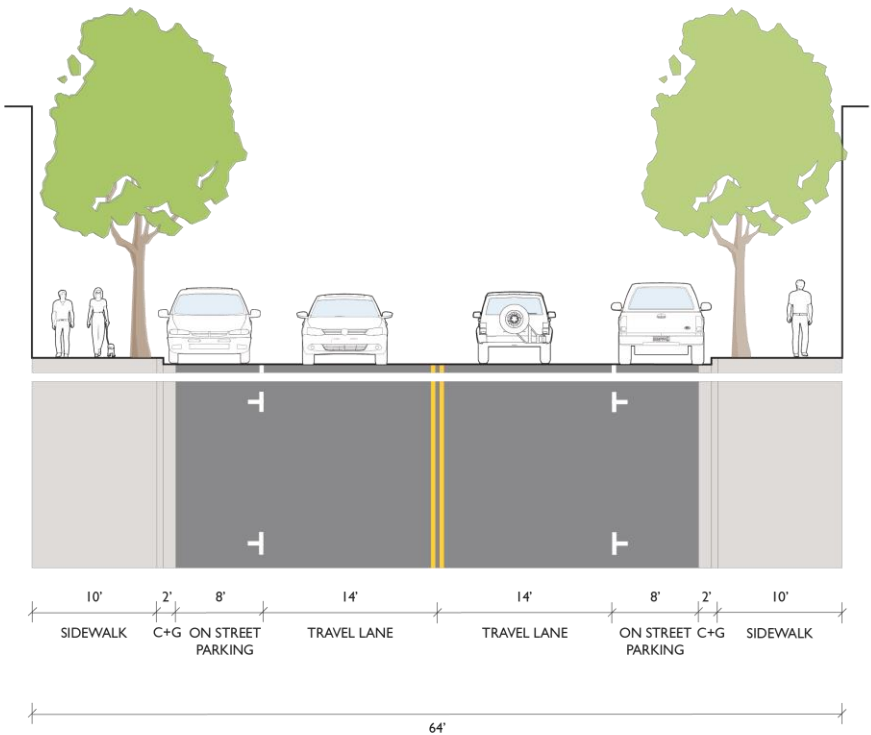 10' 2' 8' 14' 14' 8' 2' 10'
SIDEWALK C+G ON STREET TRAVEL LANE TRAVEL LANE ON STREET C+G SIDEWALK
PARKING PARKING
64'